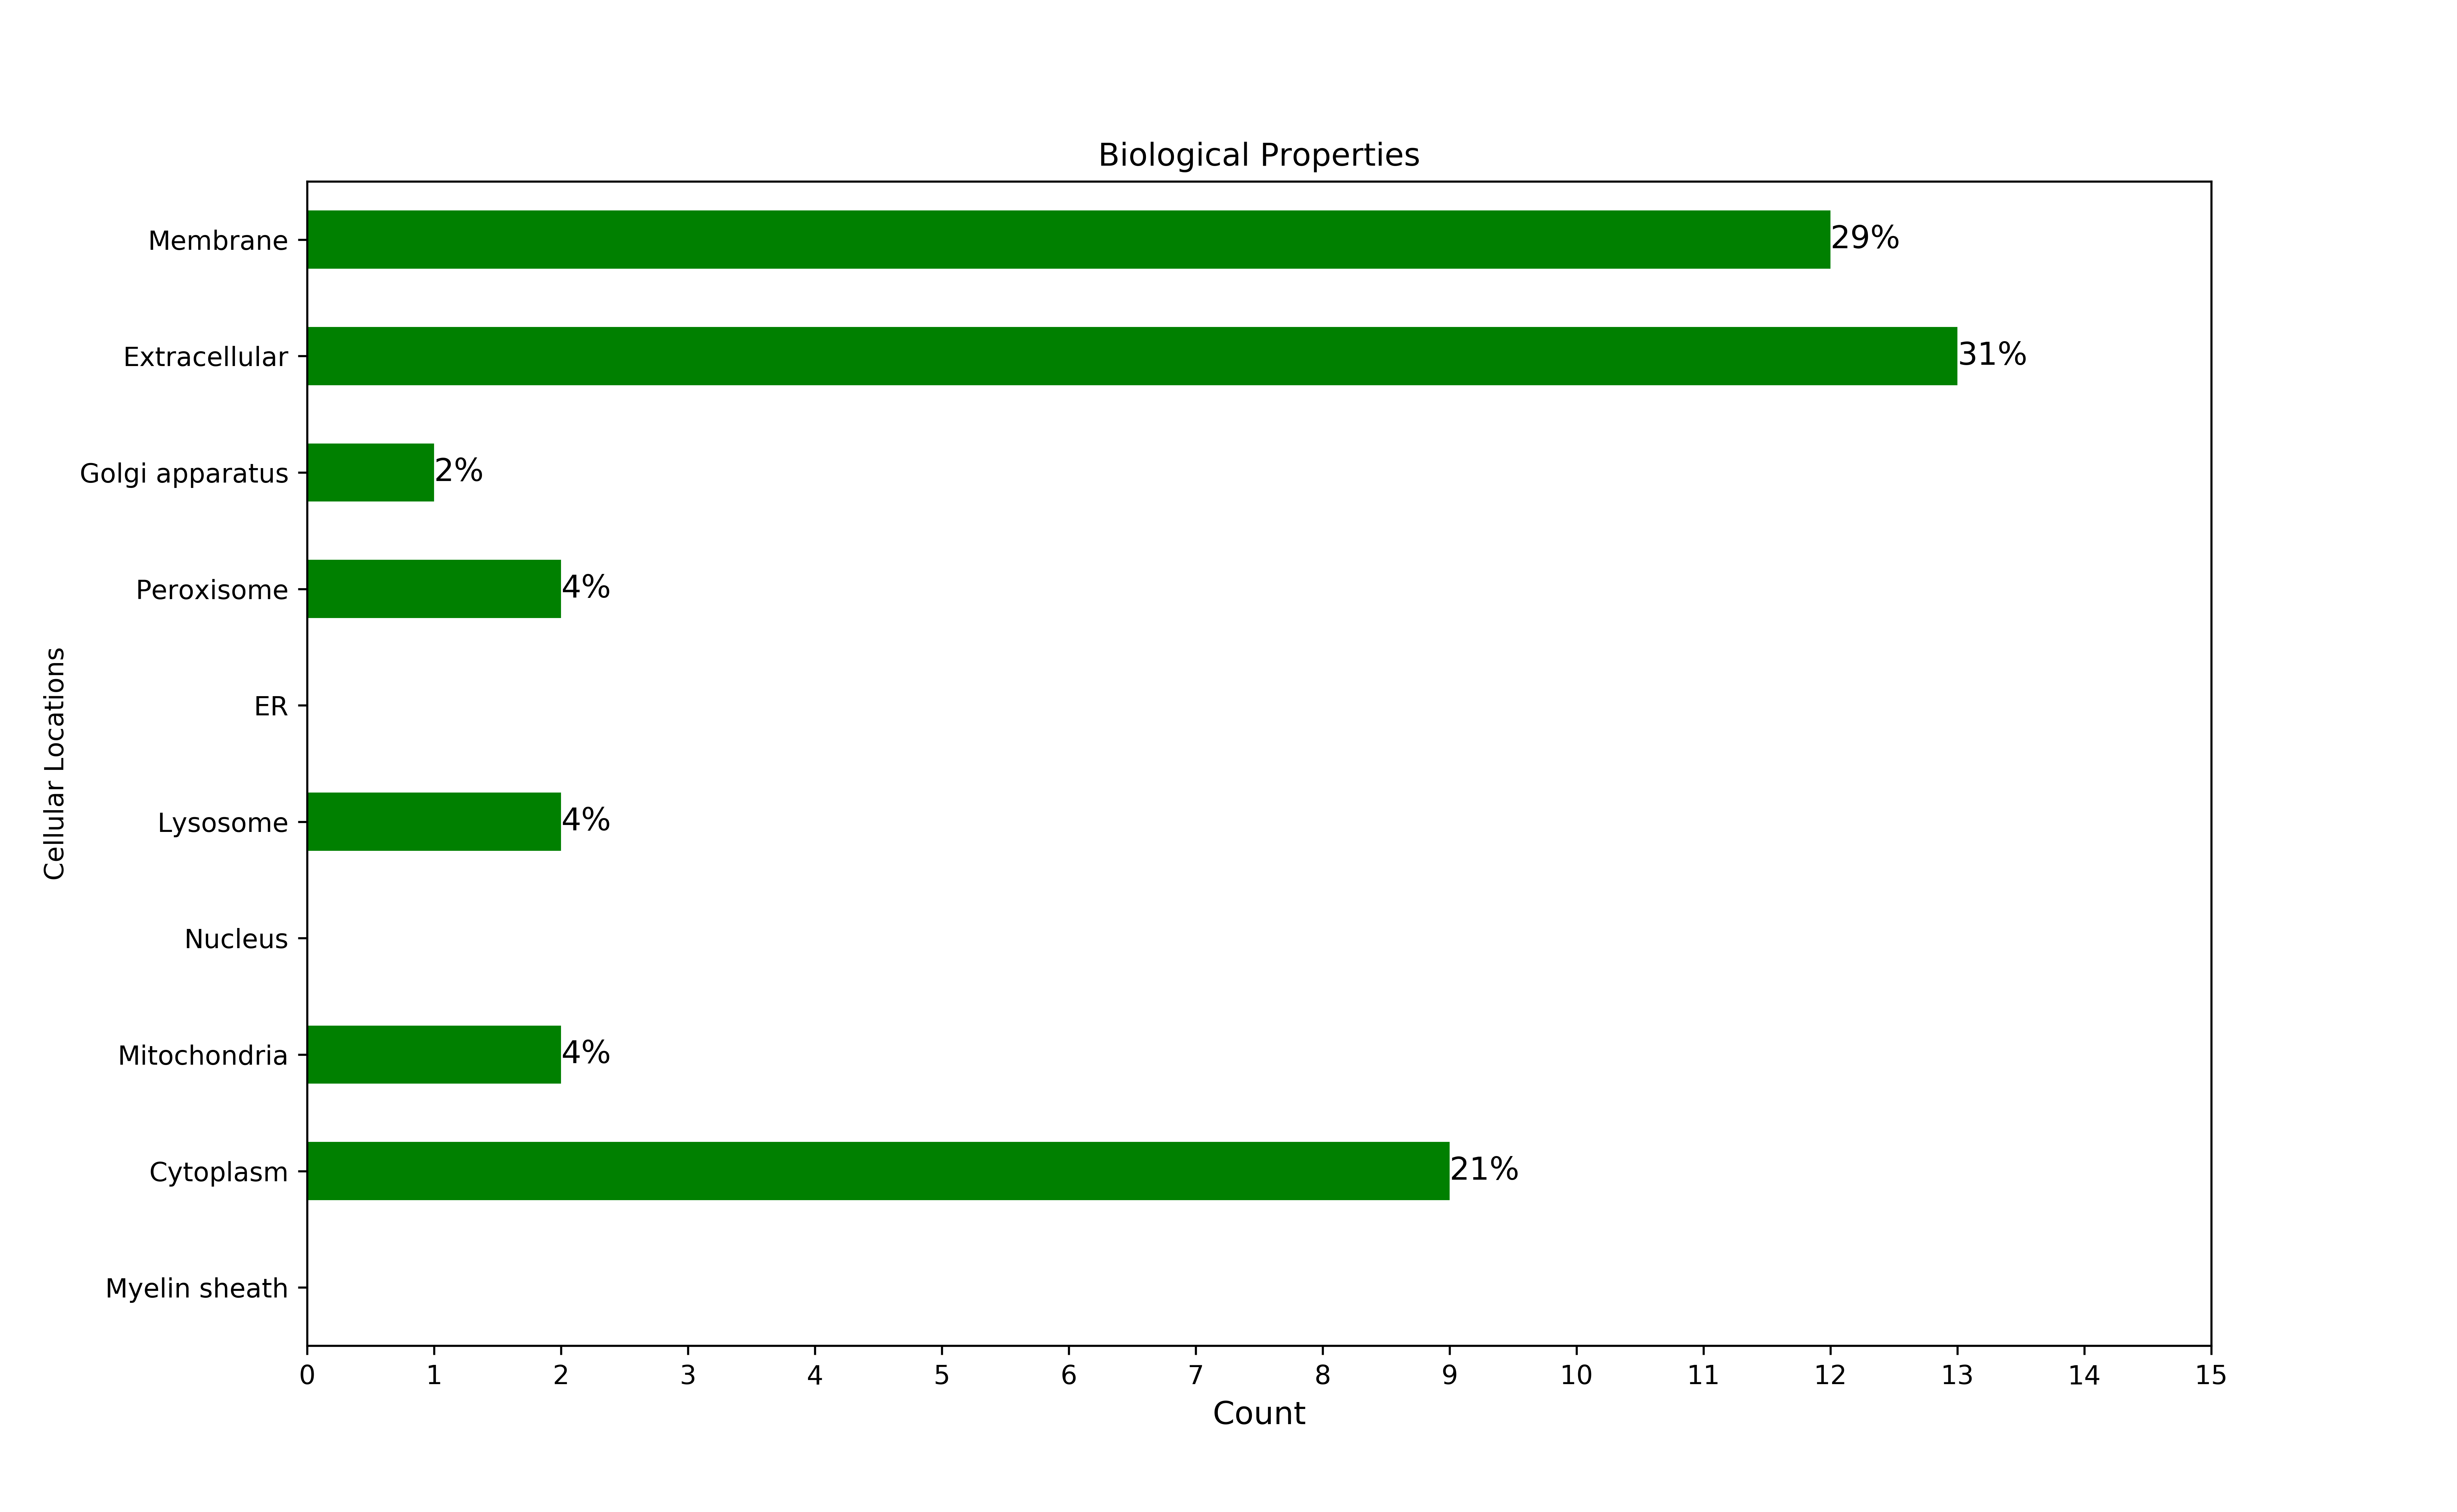 Biological Properties
Membrane
29%
Extracellular
31%
Golgi apparatus
2%
Peroxisome
4%
ER
Lysosome
4%
Nucleus
Mitochondria
4%
Cytoplasm
21%
Myelin sheath
Cellular Locations
0 1 2 3 4 5 6 7 8 9 10 11 12 13 14 15
Count